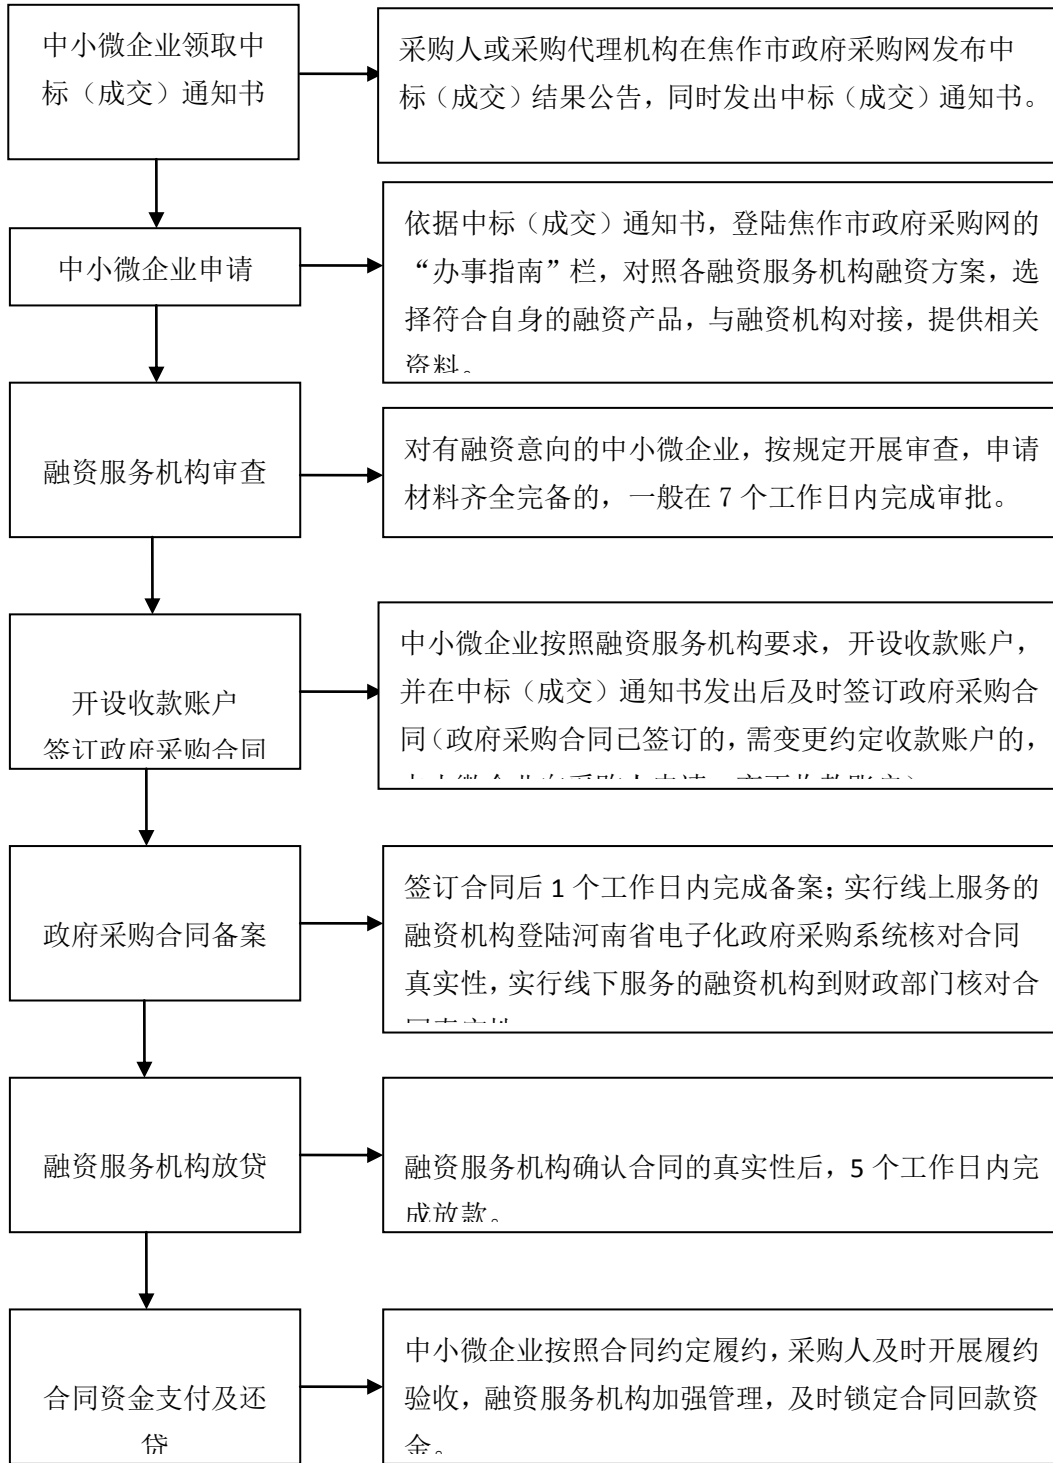 中小微企业领取中
标（成交）通知书
采购人或采购代理机构在焦作市政府采购网发布中
标（成交）结果公告，同时发出中标（成交）通知书。
中小微企业申请
依据中标（成交）通知书，登陆焦作市政府采购网的
“办事指南”栏，对照各融资服务机构融资方案，选
择符合自身的融资产品，与融资机构对接，提供相关
资料。
融资服务机构审查
对有融资意向的中小微企业，按规定开展审查，申请
材料齐全完备的，一般在 7 个工作日内完成审批。
开设收款账户
签订政府采购合同
中小微企业按照融资服务机构要求，开设收款账户，
并在中标（成交）通知书发出后及时签订政府采购合
同（政府采购合同已签订的，需变更约定收款账户的，
政府采购合同备案
签订合同后 1 个工作日内完成备案；实行线上服务的
融资机构登陆河南省电子化政府采购系统核对合同
真实性，实行线下服务的融资机构到财政部门核对合
融资服务机构放贷
融资服务机构确认合同的真实性后，5 个工作日内完
成放款。
合同资金支付及还
贷
中小微企业按照合同约定履约，采购人及时开展履约
验收，融资服务机构加强管理，及时锁定合同回款资
金。